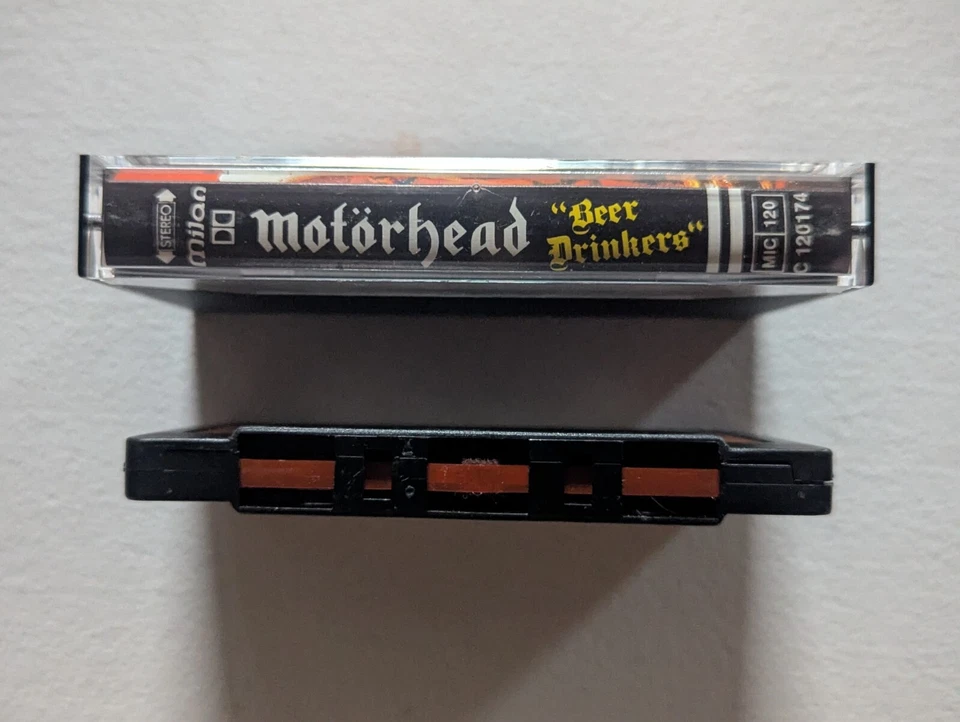 STEREO
milan
Motörhead
“Beer
Drinkers“
MIC 120
C 120174